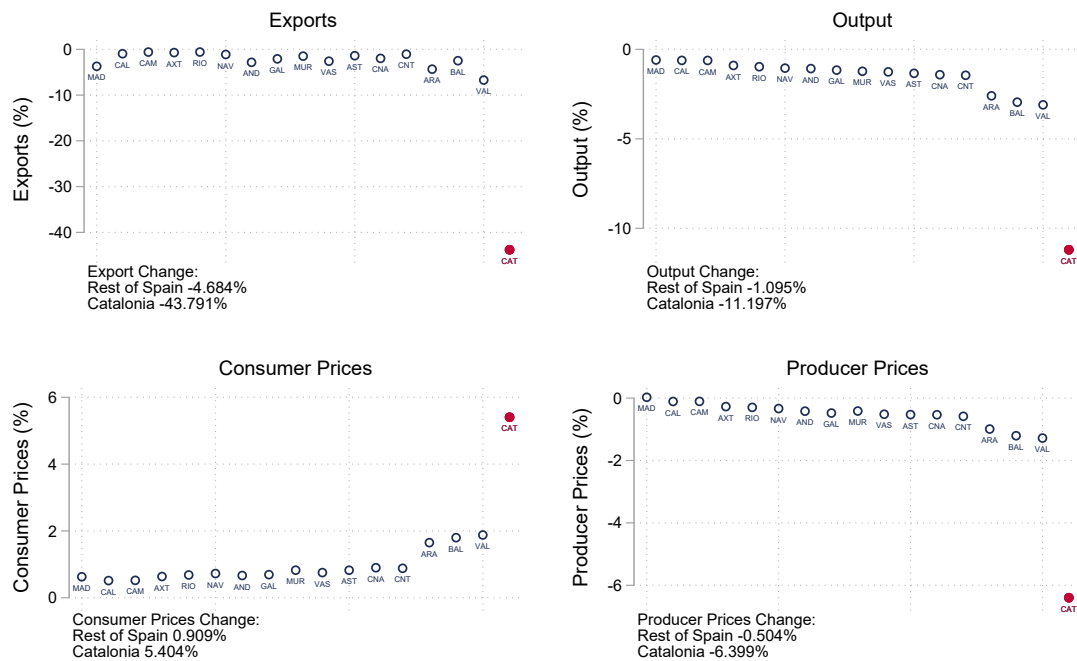 Exports
Exports (%)
0
-10
-20
-30
-40
MAD
CAL
CAM
AXT
RIO
NAV
AND
GAL
MUR
VAS
AST
CNA
CNT
ARA
BAL
VAL
CAT
Export Change:
Rest of Spain -4.684%
Catalonia -43.791%
Output
Output (%)
0
-5
-10
MAD
CAL
CAM
AXT
RIO
NAV
AND
GAL
MUR
VAS
AST
CNA
CNT
ARA
BAL
VAL
CAT
Output Change:
Rest of Spain -1.095%
Catalonia -11.197%
Consumer Prices
Consumer Prices (%)
6
4
2
0
MAD
CAL
CAM
AXT
RIO
NAV
AND
GAL
MUR
VAS
AST
CNA
CNT
ARA
BAL
VAL
CAT
Consumer Prices Change:
Rest of Spain 0.909%
Catalonia 5.404%
Producer Prices
Producer Prices (%)
0
-2
-4
-6
MAD
CAL
CAM
AXT
RIO
NAV
AND
GAL
MUR
VAS
AST
CNA
CNT
ARA
BAL
VAL
CAT
Producer Prices Change:
Rest of Spain -0.504%
Catalonia -6.399%